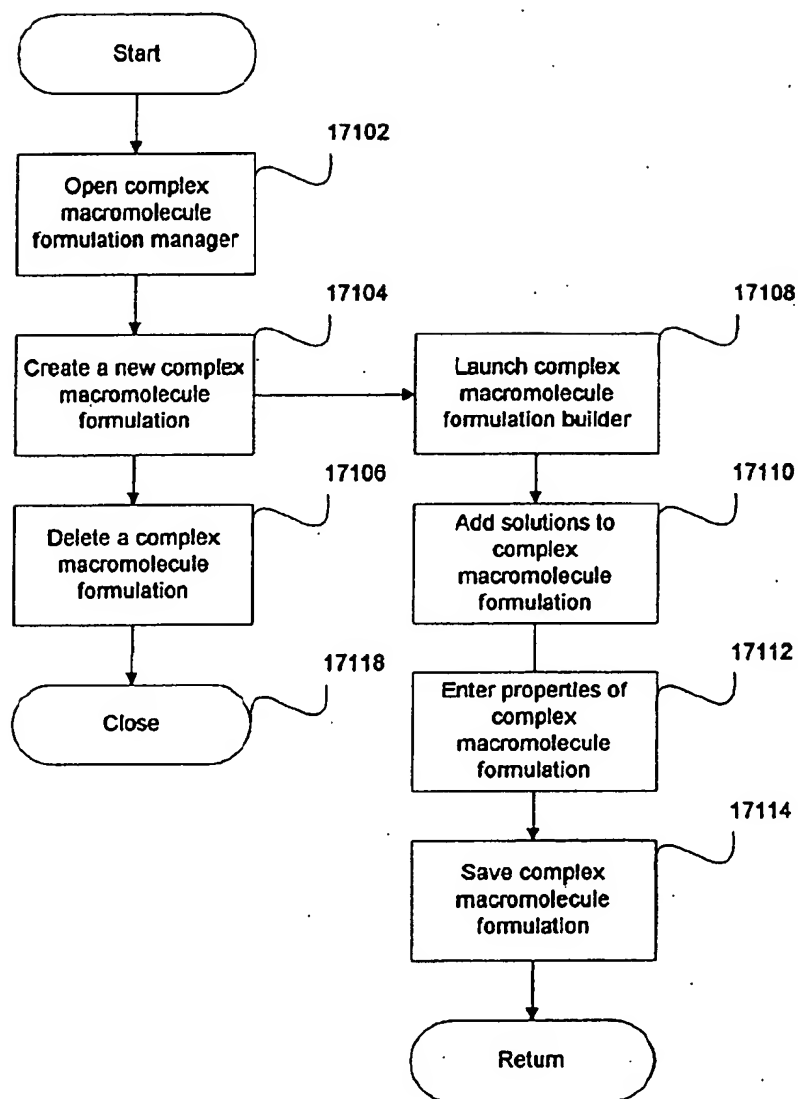 Start
17102
Open complex
macromolecule
formulation manager
17104
Create a new complex
macromolecule
formulation
17106
Delete a complex
macromolecule
formulation
17118
Close
17108
Launch complex
macromolecule
formulation builder
17110
Add solutions to
complex
macromolecule
formulation
17112
Enter properties of
complex
macromolecule
formulation
17114
Save complex
macromolecule
formulation
Return